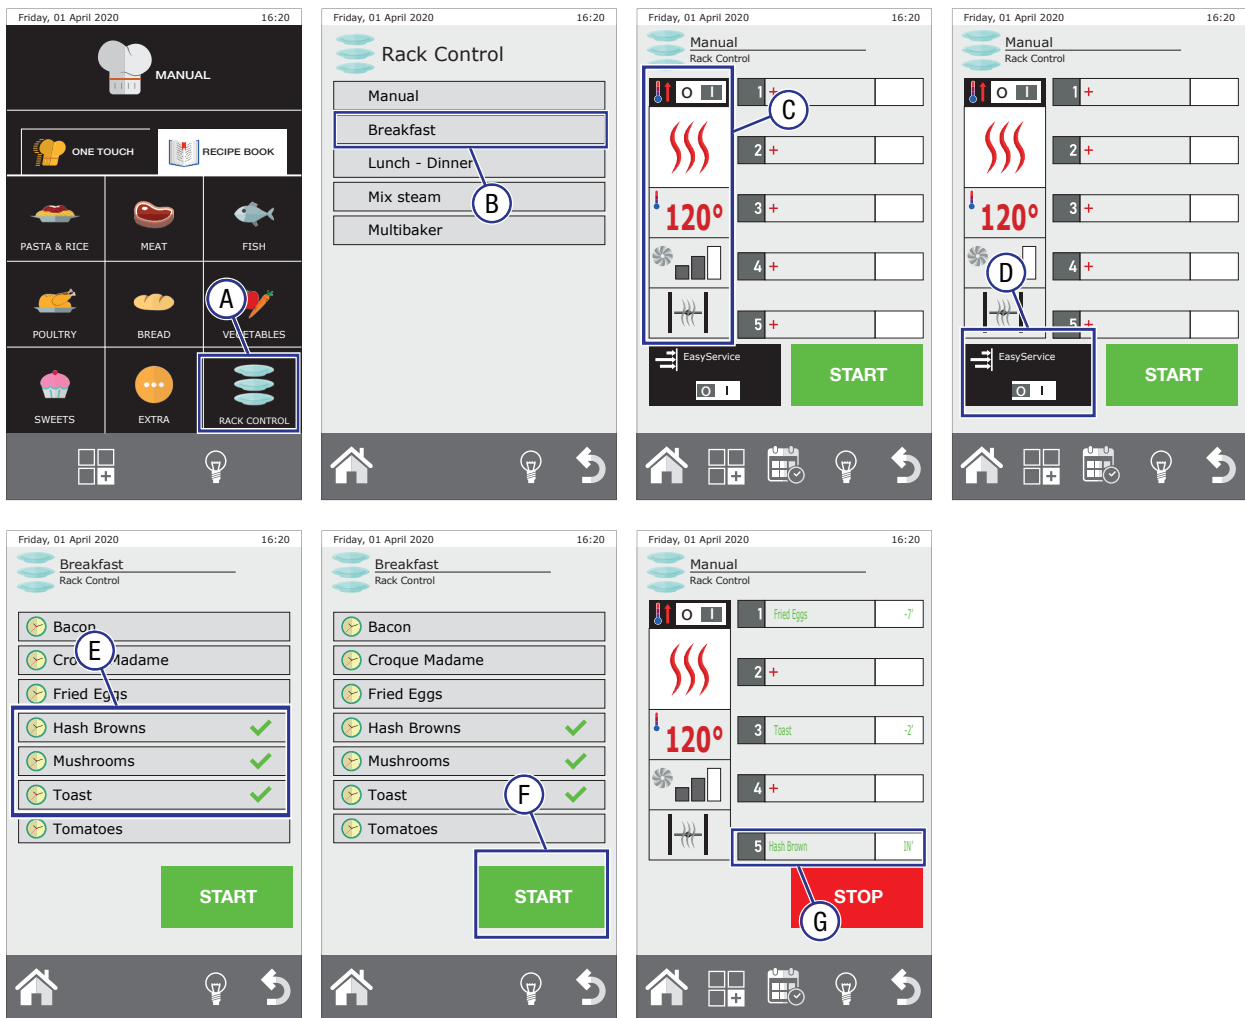 Friday, 01 April 2020 16:20
MANUAL
ONE TOUCH
RECIPE BOOK
PASTA & RICE
MEAT
FISH
A
POULTRY
BREAD
VEGETABLES
SWEETS
EXTRA
RACK CONTROL
Friday, 01 April 2020 16:20
Rack Control
Manual
Breakfast
Lunch - Dinner
Mix steam
B
Multibaker
Friday, 01 April 2020 16:20
Manual
Rack Control
O I
1 +
C
2 +
120°
3 +
4 +
5 +
EasyService
O I
START
Friday, 01 April 2020 16:20
Manual
Rack Control
O I
1 +
2 +
120°
3 +
4 +
D
5 +
EasyService
O I
START
Friday, 01 April 2020 16:20
Breakfast
Rack Control
Bacon
E
Croque Madame
Fried Eggs
Hash Browns
Mushrooms
Toast
Tomatoes
START
Friday, 01 April 2020 16:20
Breakfast
Rack Control
Bacon
Croque Madame
Fried Eggs
Hash Browns
Mushrooms
Toast
F
Tomatoes
START
Friday, 01 April 2020 16:20
Manual
Rack Control
O I
1 Fried Eggs -7'
2 +
120°
3 Toast -2'
4 +
5 Hash Brown IN'
STOP
G